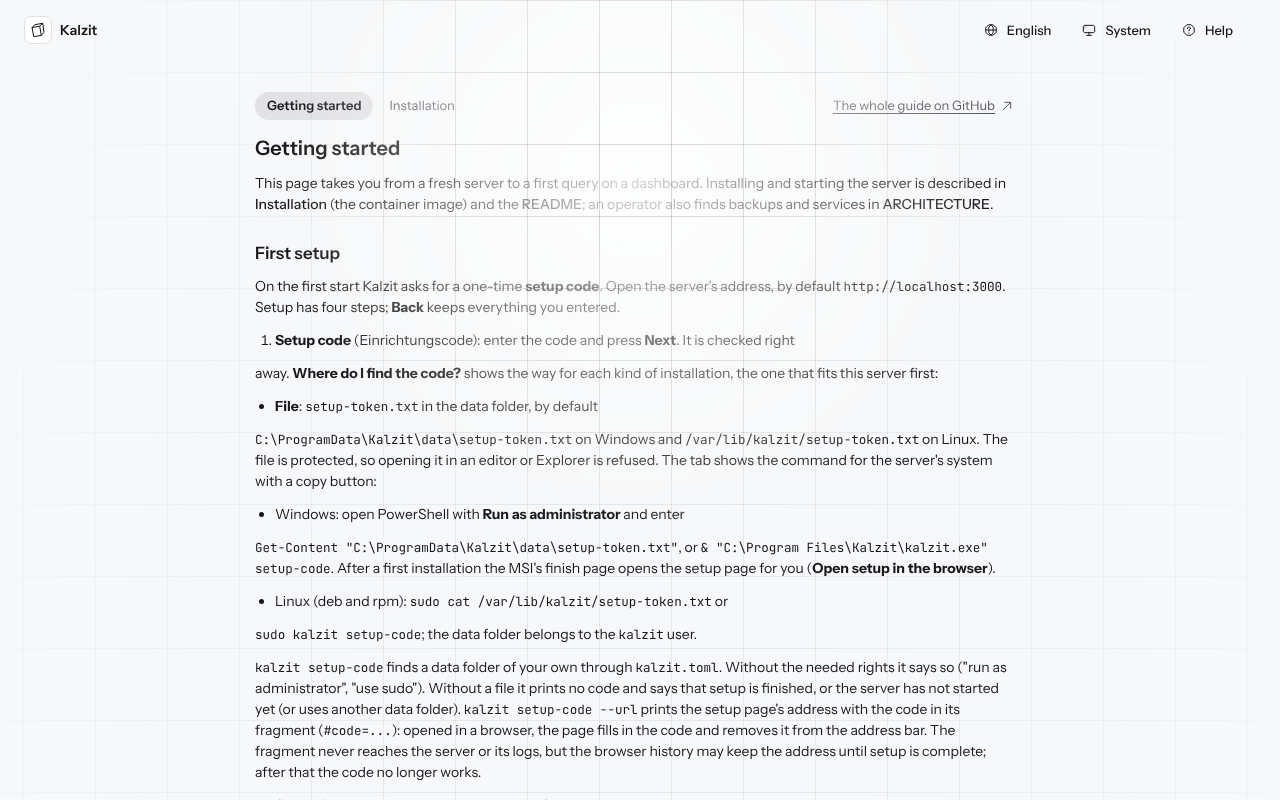 Kalzit
English
System
Help
Getting started
Installation
The whole guide on GitHub
Getting started
This page takes you from a fresh server to a first query on a dashboard. Installing and starting the server is described in
Installation (the container image) and the README; an operator also finds backups and services in ARCHITECTURE.
First setup
On the first start Kalzit asks for a one-time setup code. Open the server's address, by default http://localhost:3000.
Setup has four steps; Back keeps everything you entered.
1. Setup code (Einrichtungscode): enter the code and press Next. It is checked right
away. Where do I find the code? shows the way for each kind of installation, the one that fits this server first:
• File: setup-token.txt in the data folder, by default
C:\ProgramData\Kalzit\data\setup-token.txt on Windows and /var/lib/kalzit/setup-token.txt on Linux. The
file is protected, so opening it in an editor or Explorer is refused. The tab shows the command for the server's system
with a copy button:
• Windows: open PowerShell with Run as administrator and enter
Get-Content "C:\ProgramData\Kalzit\data\setup-token.txt", or & "C:\Program Files\Kalzit\kalzit.exe"
setup-code. After a first installation the MSI's finish page opens the setup page for you (Open setup in the browser).
• Linux (deb and rpm): sudo cat /var/lib/kalzit/setup-token.txt or
sudo kalzit setup-code; the data folder belongs to the kalzit user.
kalzit setup-code finds a data folder of your own through kalzit.toml. Without the needed rights it says so ("run as
administrator", "use sudo"). Without a file it prints no code and says that setup is finished, or the server has not started
yet (or uses another data folder). kalzit setup-code --url prints the setup page's address with the code in its
fragment (#code=...): opened in a browser, the page fills in the code and removes it from the address bar. The
fragment never reaches the server or its logs, but the browser history may keep the address until setup is complete;
after that the code no longer works.